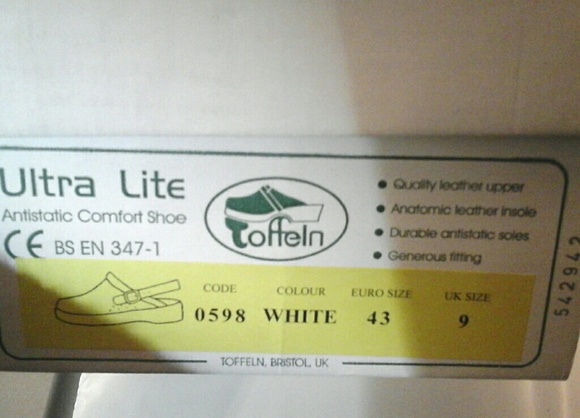 Ultra Lite
Antistatic Comfort Shoe
CE BS EN 347-1
Toffeln
• Quality leather upper
• Anatomic leather insole
• Durable antistatic soles
• Generous fitting
CODE COLOUR EURO SIZE UK SIZE
0598 WHITE 43 9
TOFFELN, BRISTOL, UK
542942